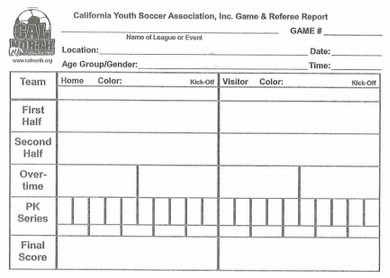 California Youth Soccer Association, Inc. Game & Referee Report
CAL NORTH
www.calnorth.org
GAME #
Name of League or Event
Location: Date:
Age Group/Gender: Time:
Team Home Color: Kick-Off Visitor Color: Kick-Off
First
Half
Second
Half
Over-
time
PK
Series
Final
Score